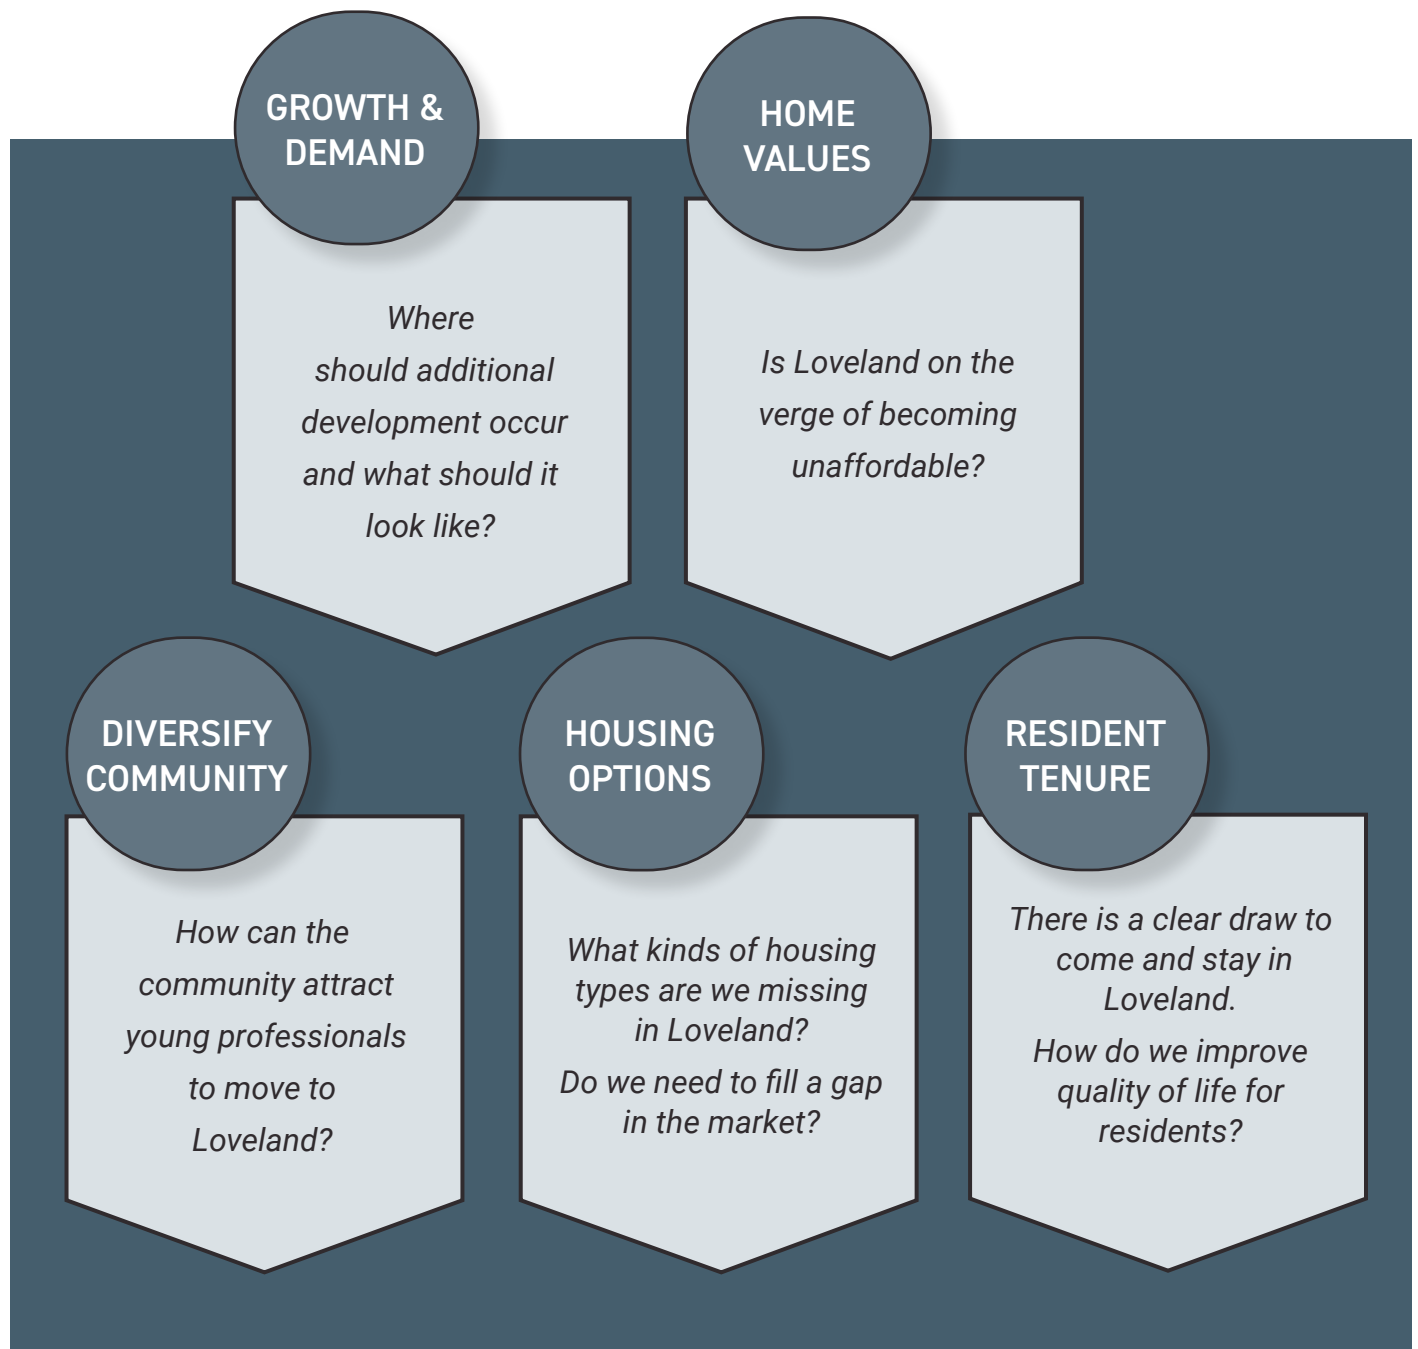 GROWTH &
DEMAND
Where
should additional
development occur
and what should it
look like?
HOME
VALUES
Is Loveland on the
verge of becoming
unaffordable?
DIVERSIFY
COMMUNITY
How can the
community attract
young professionals
to move to
Loveland?
HOUSING
OPTIONS
What kinds of housing
types are we missing
in Loveland?
Do we need to fill a gap
in the market?
RESIDENT
TENURE
There is a clear draw to
come and stay in
Loveland.
How do we improve
quality of life for
residents?